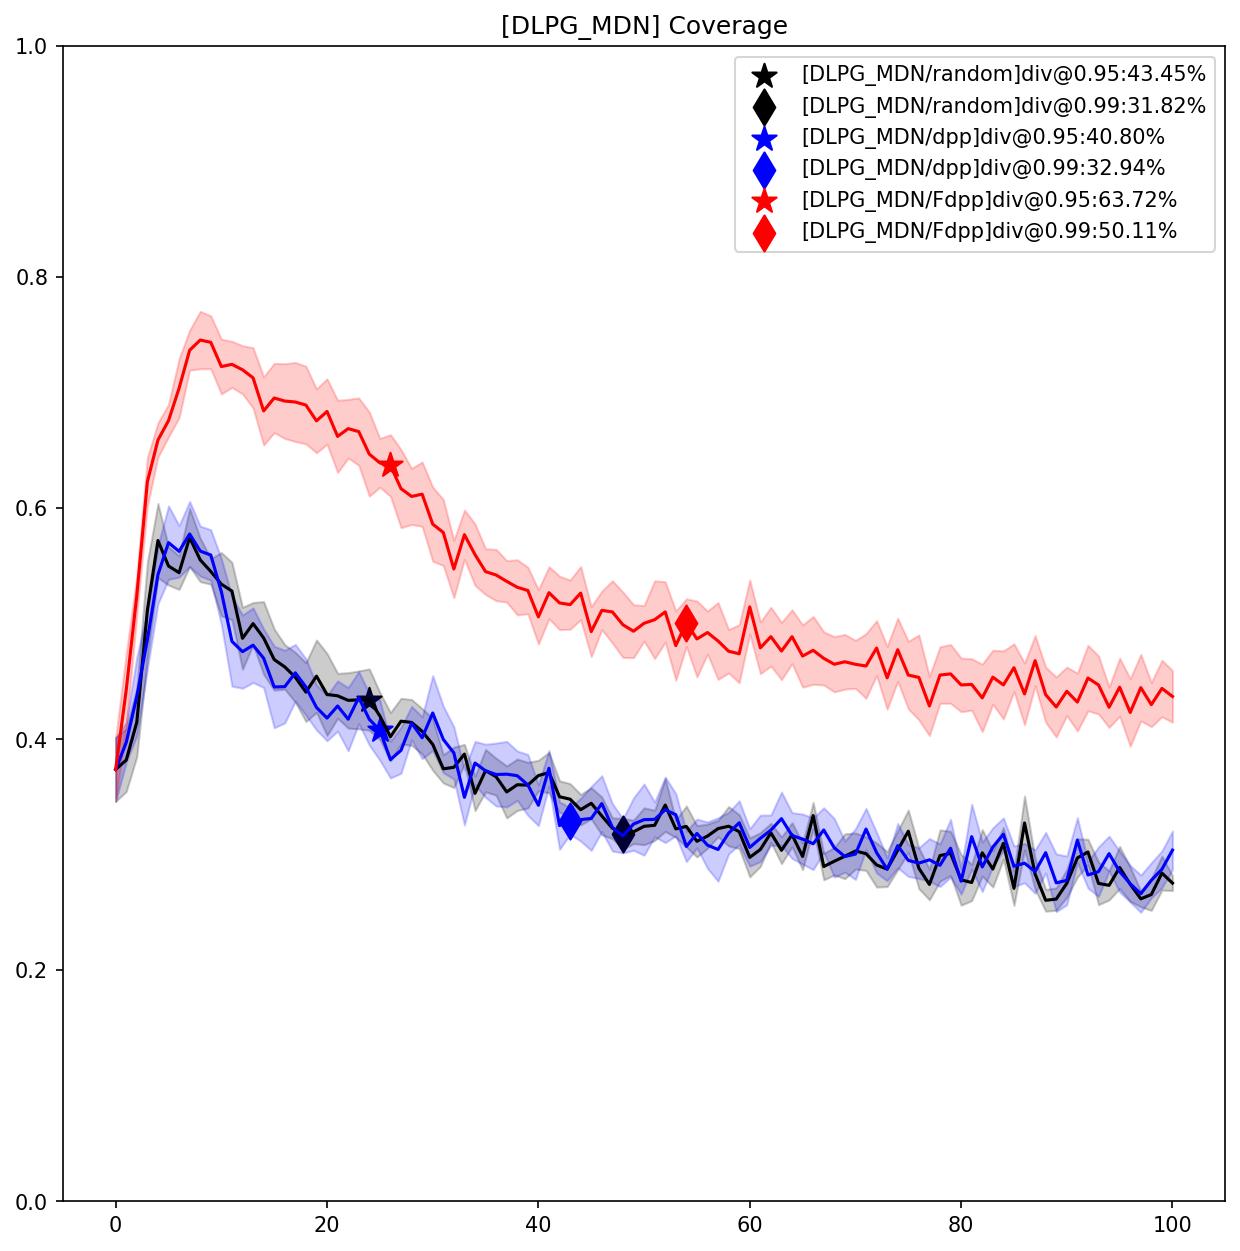 [DLPG_MDN] Coverage
1.0
0.8
0.6
0.4
0.2
0.0
[DLPG_MDN/random]div@0.95:43.45%
[DLPG_MDN/random]div@0.99:31.82%
[DLPG_MDN/dpp]div@0.95:40.80%
[DLPG_MDN/dpp]div@0.99:32.94%
[DLPG_MDN/Fdpp]div@0.95:63.72%
[DLPG_MDN/Fdpp]div@0.99:50.11%
0 20 40 60 80 100